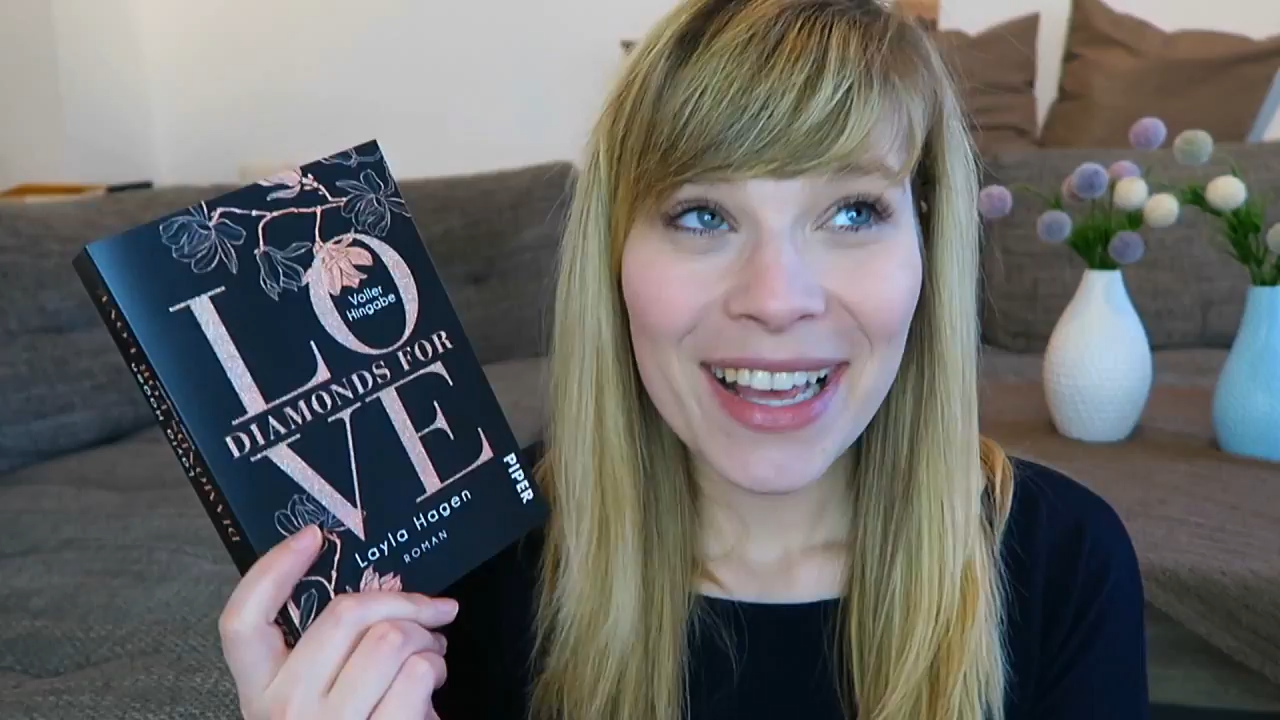 LO
Voller
Hingabe
DIAMONDS FOR
VE
PIPER
Layla Hagen
ROMAN